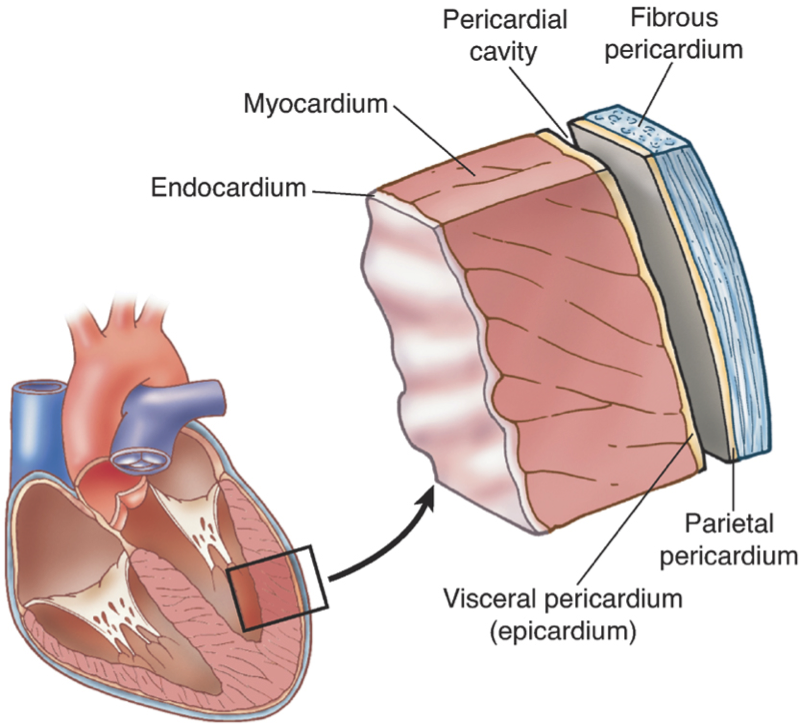 Pericardial
cavity
Fibrous
pericardium
Myocardium
Endocardium
Parietal
pericardium
Visceral pericardium
(epicardium)